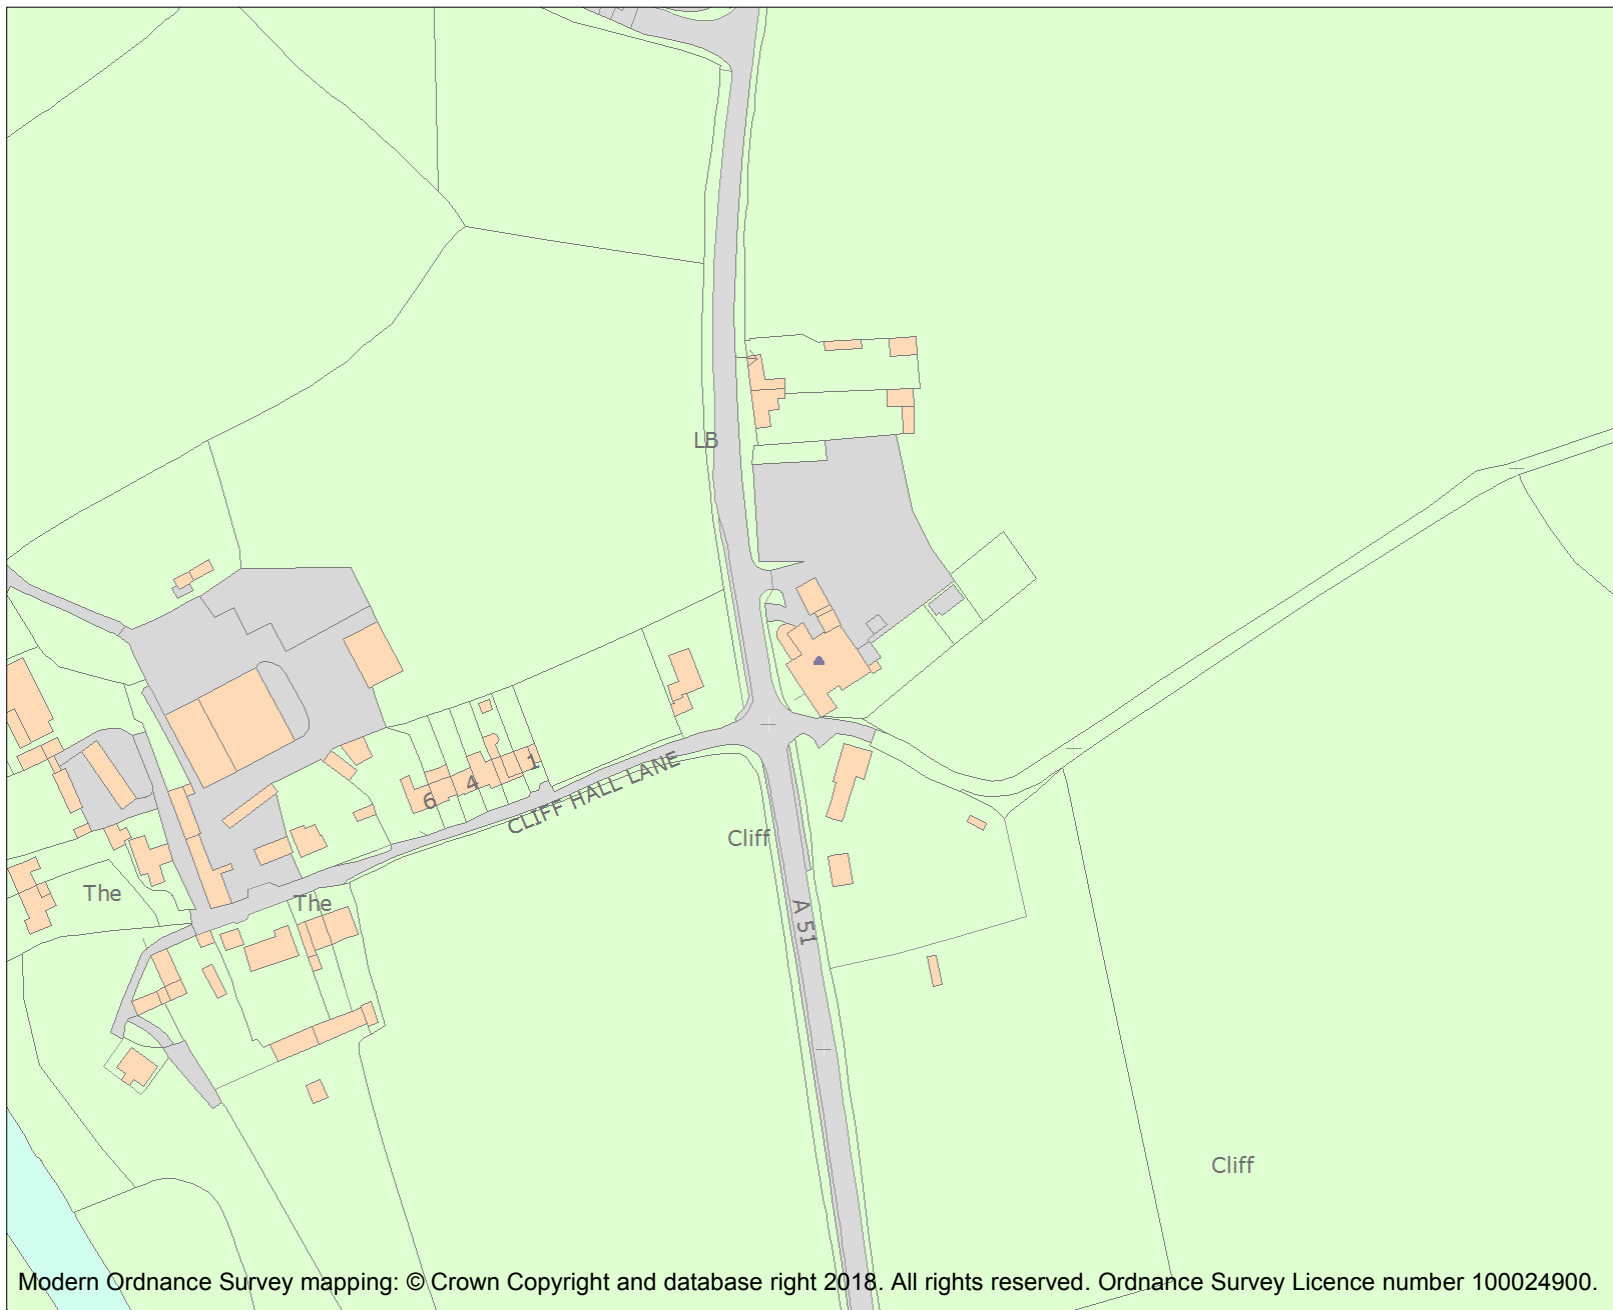 LB
1
4
6
CLIFF HALL LANE
Cliff
The
The
A 51
Cliff
Modern Ordnance Survey mapping: © Crown Copyright and database right 2018. All rights reserved. Ordnance Survey Licence number 100024900.